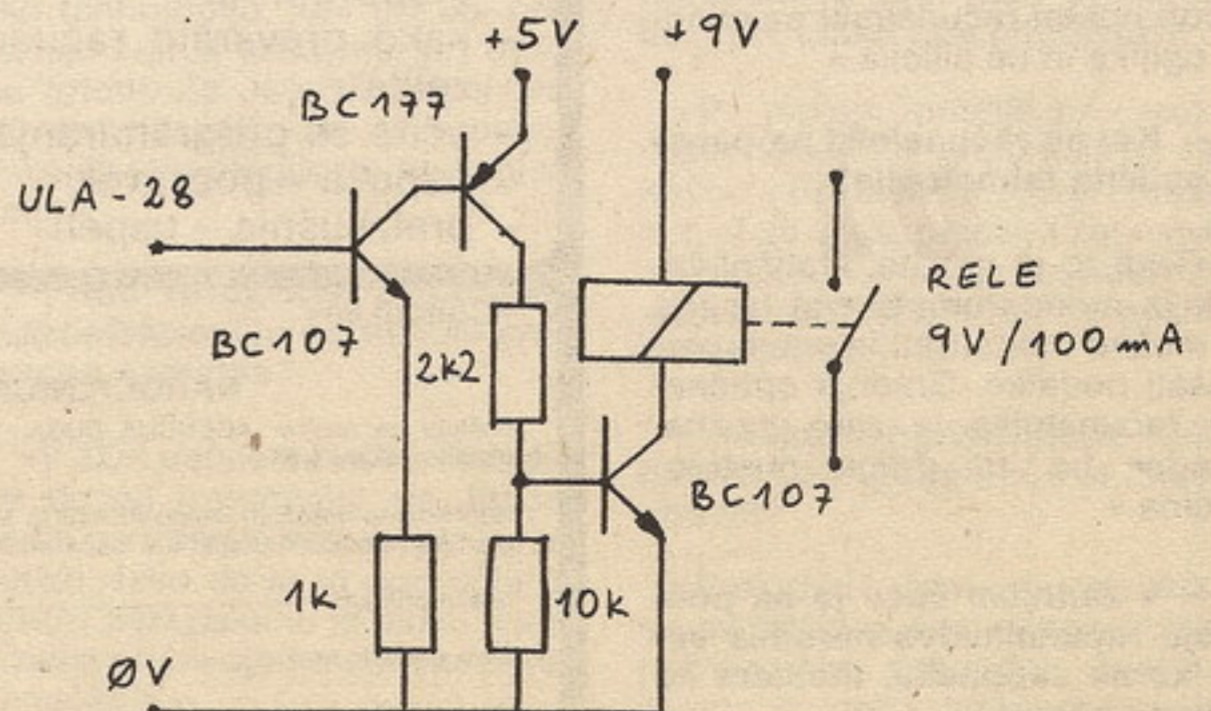 +5V
+9V
BC177
ULA-28
BC107
2k2
RELE
9V/100mA
BC107
1k
10k
ØV